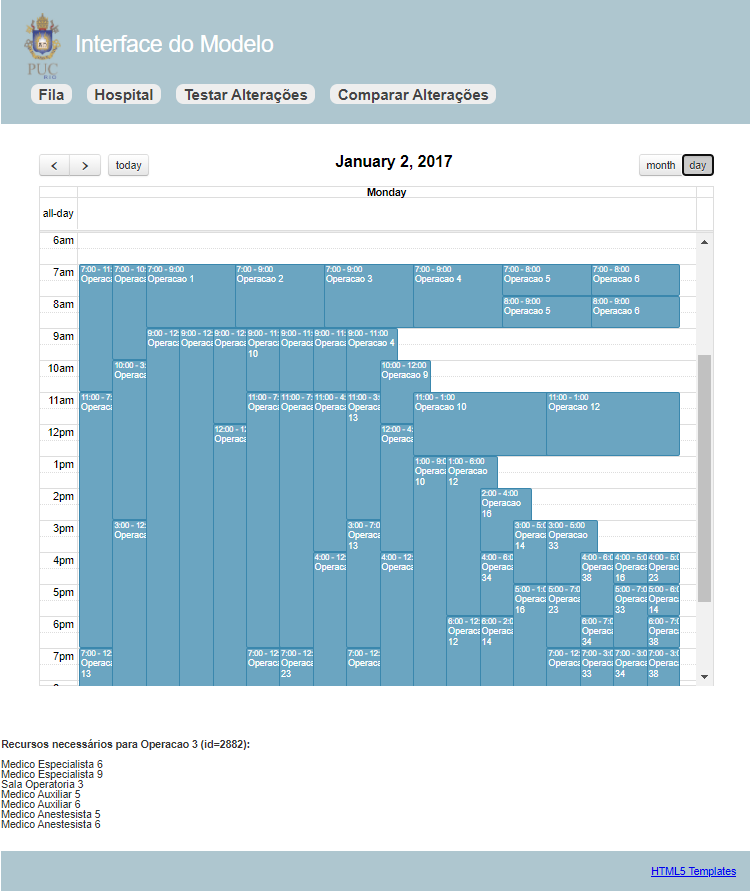 PUC
RIO
Interface do Modelo
Fila
Hospital
Testar Alterações
Comparar Alterações
today
January 2, 2017
month
day
Monday
all-day
6am
7am
7:00 - 11:
Operaca
7:00 - 10:
Operaca
7:00 - 9:00
Operacao 1
7:00 - 9:00
Operacao 2
7:00 - 9:00
Operacao 3
7:00 - 9:00
Operacao 4
7:00 - 8:00
Operacao 5
7:00 - 8:00
Operacao 6
8am
8:00 - 9:00
Operacao 5
8:00 - 9:00
Operacao 6
9am
9:00 - 12:
Operaca
9:00 - 12:
Operaca
9:00 - 12:
Operaca
9:00 - 11:
Operaca
10
9:00 - 11:
Operaca
9:00 - 11:
Operaca
9:00 - 11:00
Operacao 4
10am
10:00 - 3:
Operaca
10:00 - 12:00
Operacao 9
11am
11:00 - 7:
Operaca
11:00 - 7:
Operaca
11:00 - 7:
Operaca
11:00 - 4:
Operaca
11:00 - 3:
Operaca
13
11:00 - 1:00
Operacao 10
11:00 - 1:00
Operacao 12
12pm
12:00 - 12:
Operaca
12:00 - 4:
Operaca
1pm
1:00 - 9:0
Operaca
10
1:00 - 6:00
Operacao
12
2pm
2:00 - 4:00
Operacao
16
3pm
3:00 - 12:
Operaca
3:00 - 7:0
Operaca
13
3:00 - 5:0
Operaca
14
3:00 - 5:00
Operacao
33
4pm
4:00 - 12:
Operaca
4:00 - 12:
Operaca
4:00 - 6:0
Operaca
34
4:00 - 6:0
Operaca
38
4:00 - 5:0
Operaca
16
4:00 - 5:0
Operaca
23
5pm
5:00 - 1:0
Operaca
16
5:00 - 7:0
Operaca
23
5:00 - 7:0
Operaca
33
5:00 - 6:0
Operaca
14
6pm
6:00 - 12:
Operaca
12
6:00 - 2:0
Operaca
14
6:00 - 7:0
Operaca
34
6:00 - 7:0
Operaca
38
7pm
7:00 - 12:
Operaca
13
7:00 - 12:
Operaca
7:00 - 12:
Operaca
23
7:00 - 12:
Operaca
7:00 - 12:
Operaca
7:00 - 3:0
Operaca
33
7:00 - 3:0
Operaca
34
7:00 - 3:0
Operaca
38
Recursos necessários para Operacao 3 (id=2882):
Medico Especialista 6
Medico Especialista 9
Sala Operatoria 3
Medico Auxiliar 5
Medico Auxiliar 6
Medico Anestesista 5
Medico Anestesista 6
HTML5 Templates